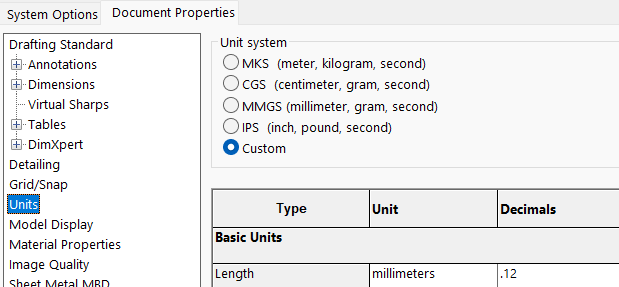 System Options
Document Properties
Drafting Standard
Annotations
Dimensions
Virtual Sharps
Tables
DimXpert
Detailing
Grid/Snap
Units
Model Display
Material Properties
Image Quality
Sheet Metal MBD
Unit system
MKS (meter, kilogram, second)
CGS (centimeter, gram, second)
MMGS (millimeter, gram, second)
IPS (inch, pound, second)
Custom
Type Unit Decimals
Basic Units
Length millimeters .12